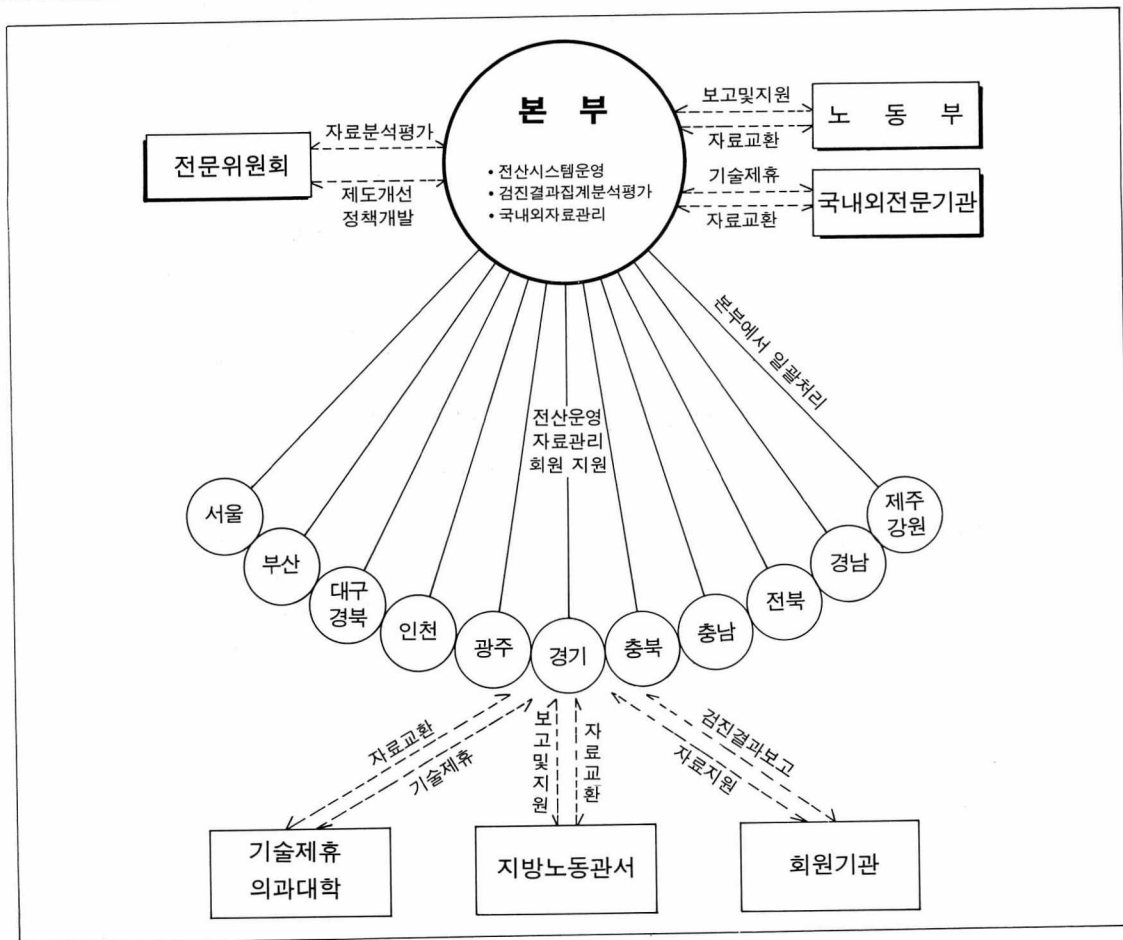 본 부
• 전산시스템운영
• 검진결과집계분석평가
• 국내외자료관리
전문위원회
자료분석평가
제도개선
정책개발
보고및지원
자료교환
노 동 부
기술제휴
자료교환
국내외전문기관
본부에서 일괄처리
전산운영
자료관리
회원 지원
서울
부산
대구
경북
인천
광주
경기
충북
충남
전북
경남
제주
강원
자료교환
기술제휴
보고및지원
자료교환
검진결과보고
자료지원
기술제휴
의과대학
지방노동관서
회원기관